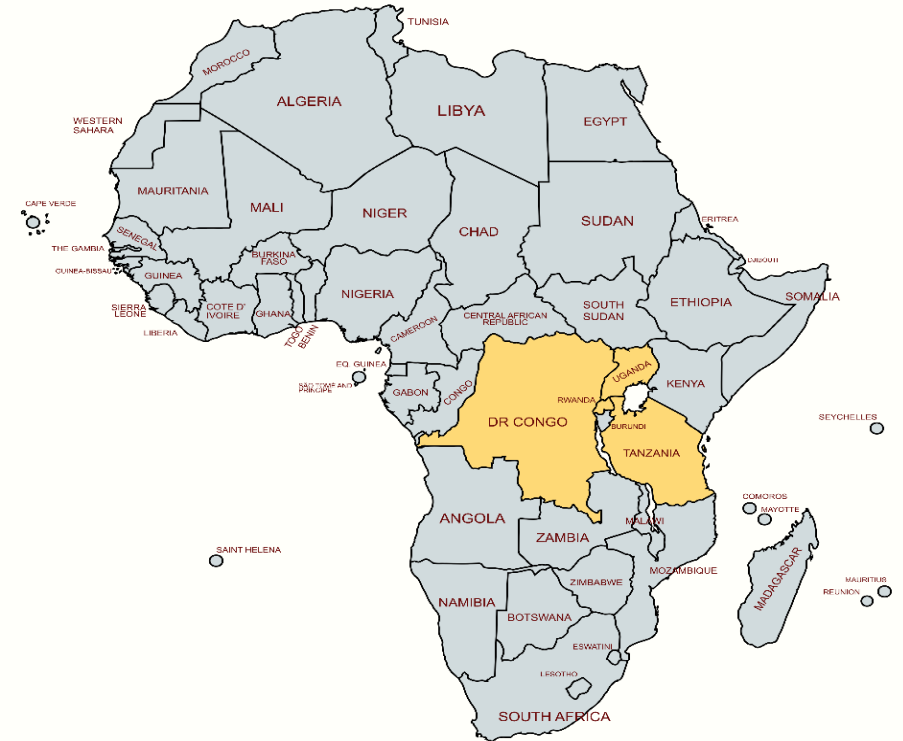 TUNISIA
MOROCCO
ALGERIA
LIBYA
EGYPT
WESTERN
SAHARA
MAURITANIA
MALI
NIGER
CHAD
SUDAN
ERITREA
CAPE VERDE
SENEGAL
THE GAMBIA
GUINEA-BISSAU
GUINEA
BURKINA
FASO
DJIBOUTI
SIERRA
LEONE
LIBERIA
COTE D'
IVOIRE
GHANA
TOGO
BENIN
NIGERIA
CAMEROON
CENTRAL AFRICAN
REPUBLIC
SOUTH
SUDAN
ETHIOPIA
SOMALIA
EQ. GUINEA
SAO TOME AND
PRINCIPE
GABON
CONGO
DR CONGO
UGANDA
KENYA
RWANDA
BURUNDI
TANZANIA
SEYCHELLES
COMOROS
MAYOTTE
ANGOLA
ZAMBIA
MALAWI
MOZAMBIQUE
SAINT HELENA
MADAGASCAR
MAURITIUS
REUNION
NAMIBIA
BOTSWANA
ZIMBABWE
ESWATINI
LESOTHO
SOUTH AFRICA